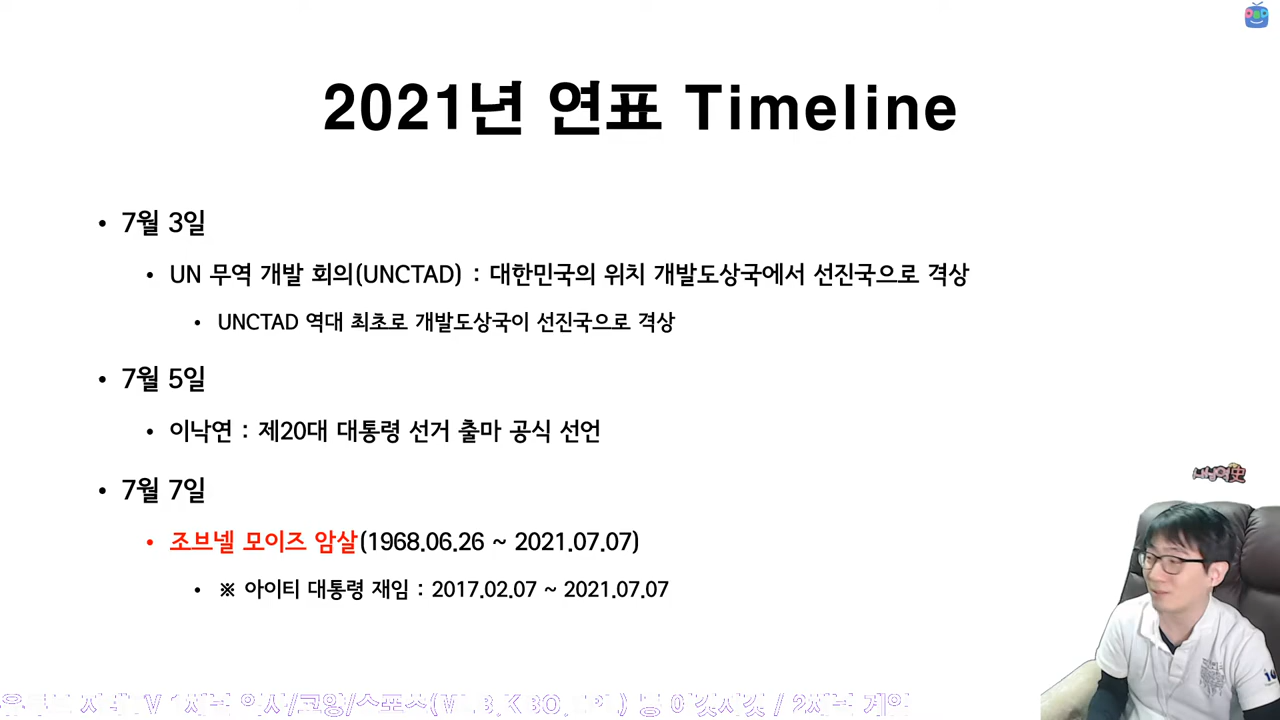 2021년 연표 Timeline
• 7월 3일
• UN 무역 개발 회의(UNCTAD) : 대한민국의 위치 개발도상국에서 선진국으로 격상
• UNCTAD 역대 최초로 개발도상국이 선진국으로 격상
• 7월 5일
• 이낙연 : 제20대 대통령 선거 출마 공식 선언
• 7월 7일
• 조브넬 모이즈 암살(1968.06.26 ~ 2021.07.07)
• ※ 아이티 대통령 재임 : 2017.02.07 ~ 2021.07.07